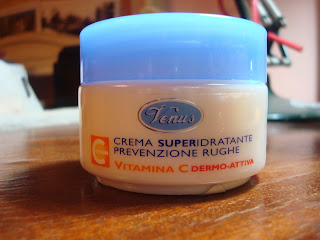 Venus
C
CREMA SUPERIDRATANTE
PREVENZIONE RUGHE
VITAMINA C DERMO-ATTIVA